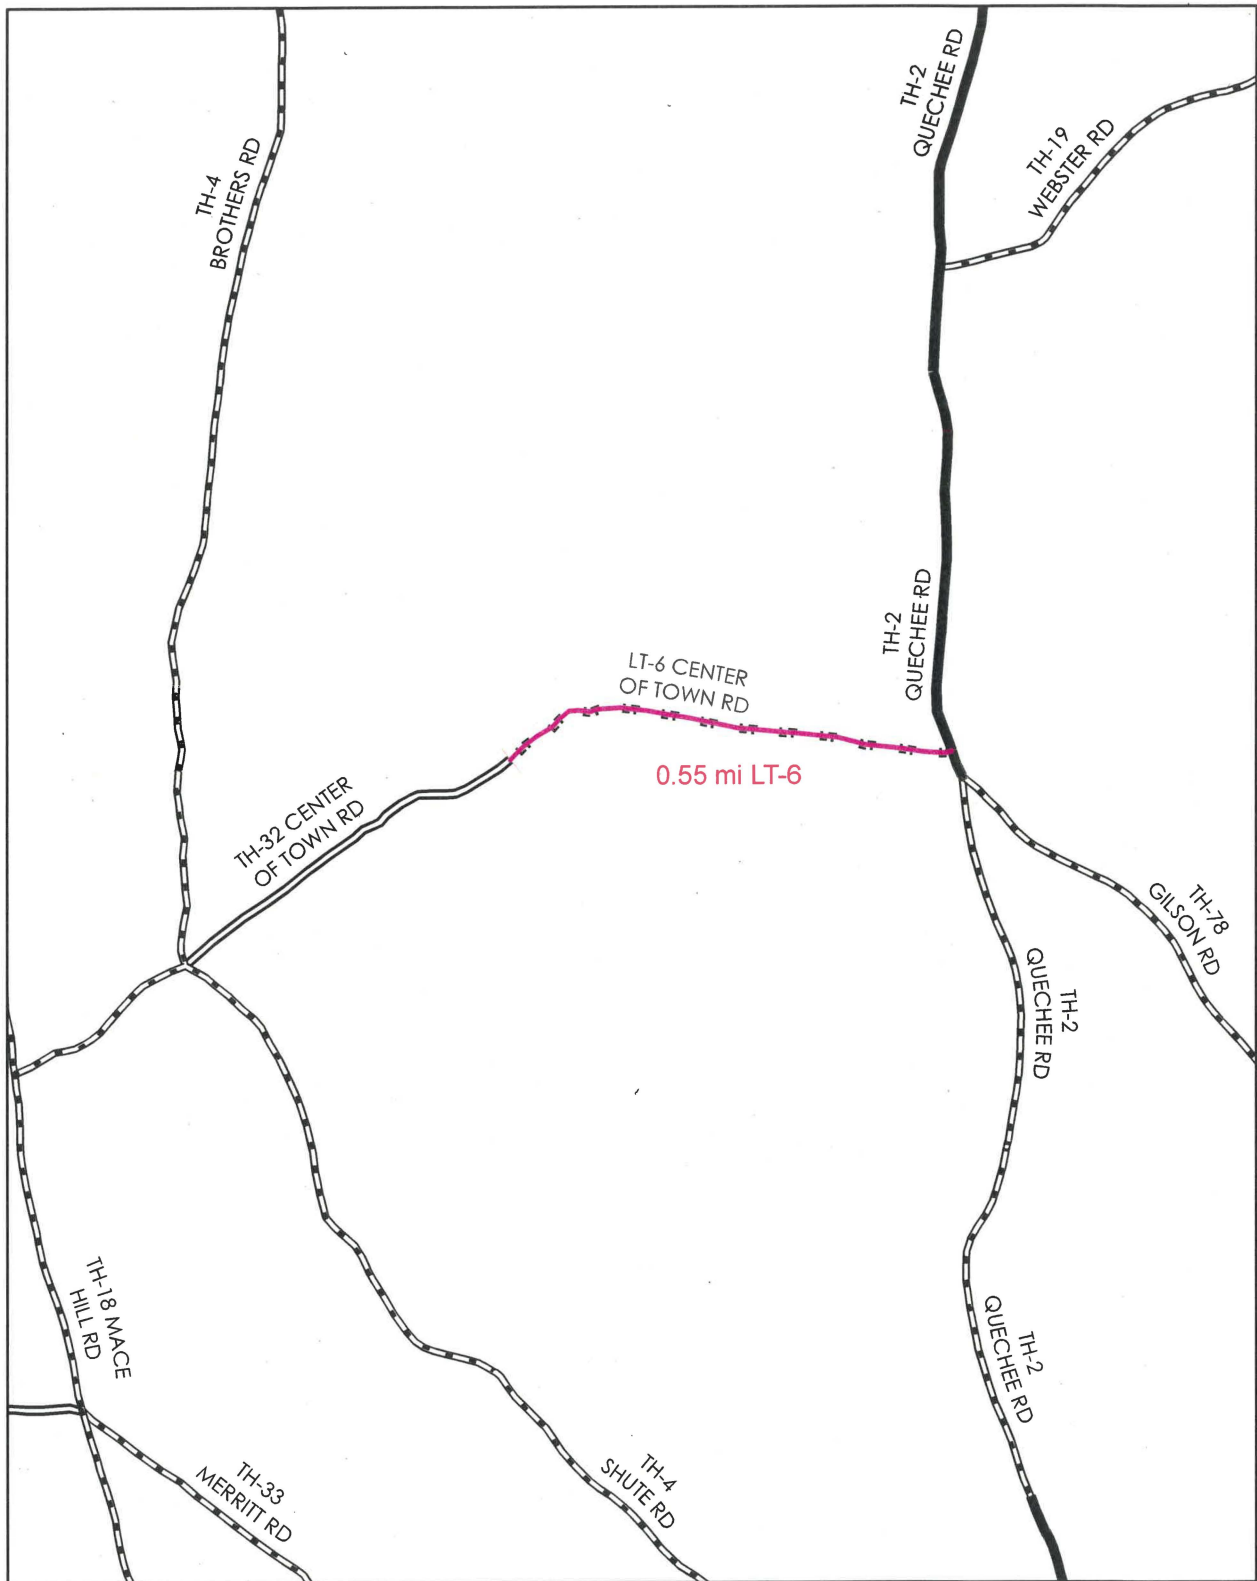 TH-2
QUECHEE RD
TH-19
WEBSTER RD
TH-4
BROTHERS RD
TH-2
QUECHEE RD
LT-6 CENTER
OF TOWN RD
0.55 mi LT-6
TH-32 CENTER
OF TOWN RD
TH-78
GILSON RD
TH-2
QUECHEE RD
TH-18 MACE
HILL RD
TH-2
QUECHEE RD
TH-33
MERRITT RD
TH-4
SHUTE RD